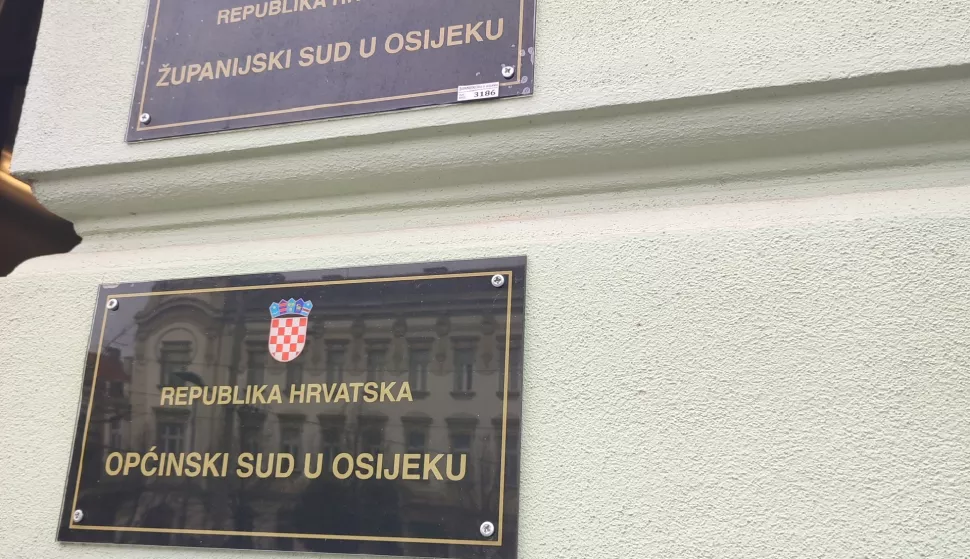 REPUBLIKA
ŽUPANIJSKI SUD U OSIJEKU
3186
REPUBLIKA HRVATSKA
OPĆINSKI SUD U OSIJEKU